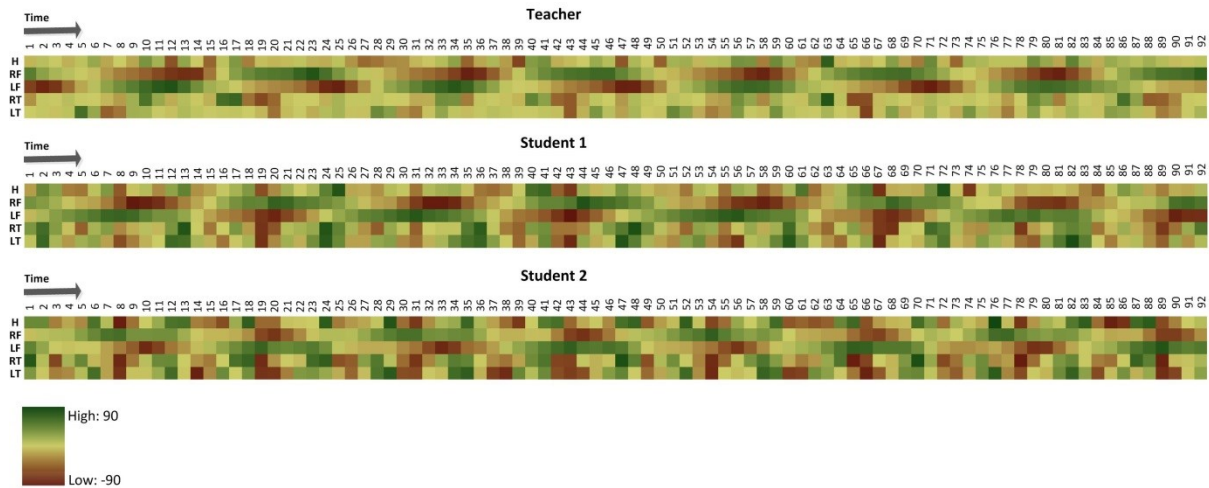 Teacher
Time
1 2 3 4 5 6 7 8 9 10 11 12 13 14 15 16 17 18 19 20 21 22 23 24 25 26 27 28 29 30 31 32 33 34 35 36 37 38 39 40 41 42 43 44 45 46 47 48 49 50 51 52 53 54 55 56 57 58 59 60 61 62 63 64 65 66 67 68 69 70 71 72 73 74 75 76 77 78 79 80 81 82 83 84 85 86 87 88 89 90 91 92
H
RF
LF
RT
LT
Student 1
Time
1 2 3 4 5 6 7 8 9 10 11 12 13 14 15 16 17 18 19 20 21 22 23 24 25 26 27 28 29 30 31 32 33 34 35 36 37 38 39 40 41 42 43 44 45 46 47 48 49 50 51 52 53 54 55 56 57 58 59 60 61 62 63 64 65 66 67 68 69 70 71 72 73 74 75 76 77 78 79 80 81 82 83 84 85 86 87 88 89 90 91 92
H
RF
LF
RT
LT
Student 2
Time
1 2 3 4 5 6 7 8 9 10 11 12 13 14 15 16 17 18 19 20 21 22 23 24 25 26 27 28 29 30 31 32 33 34 35 36 37 38 39 40 41 42 43 44 45 46 47 48 49 50 51 52 53 54 55 56 57 58 59 60 61 62 63 64 65 66 67 68 69 70 71 72 73 74 75 76 77 78 79 80 81 82 83 84 85 86 87 88 89 90 91 92
H
RF
LF
RT
LT
High: 90
Low: -90